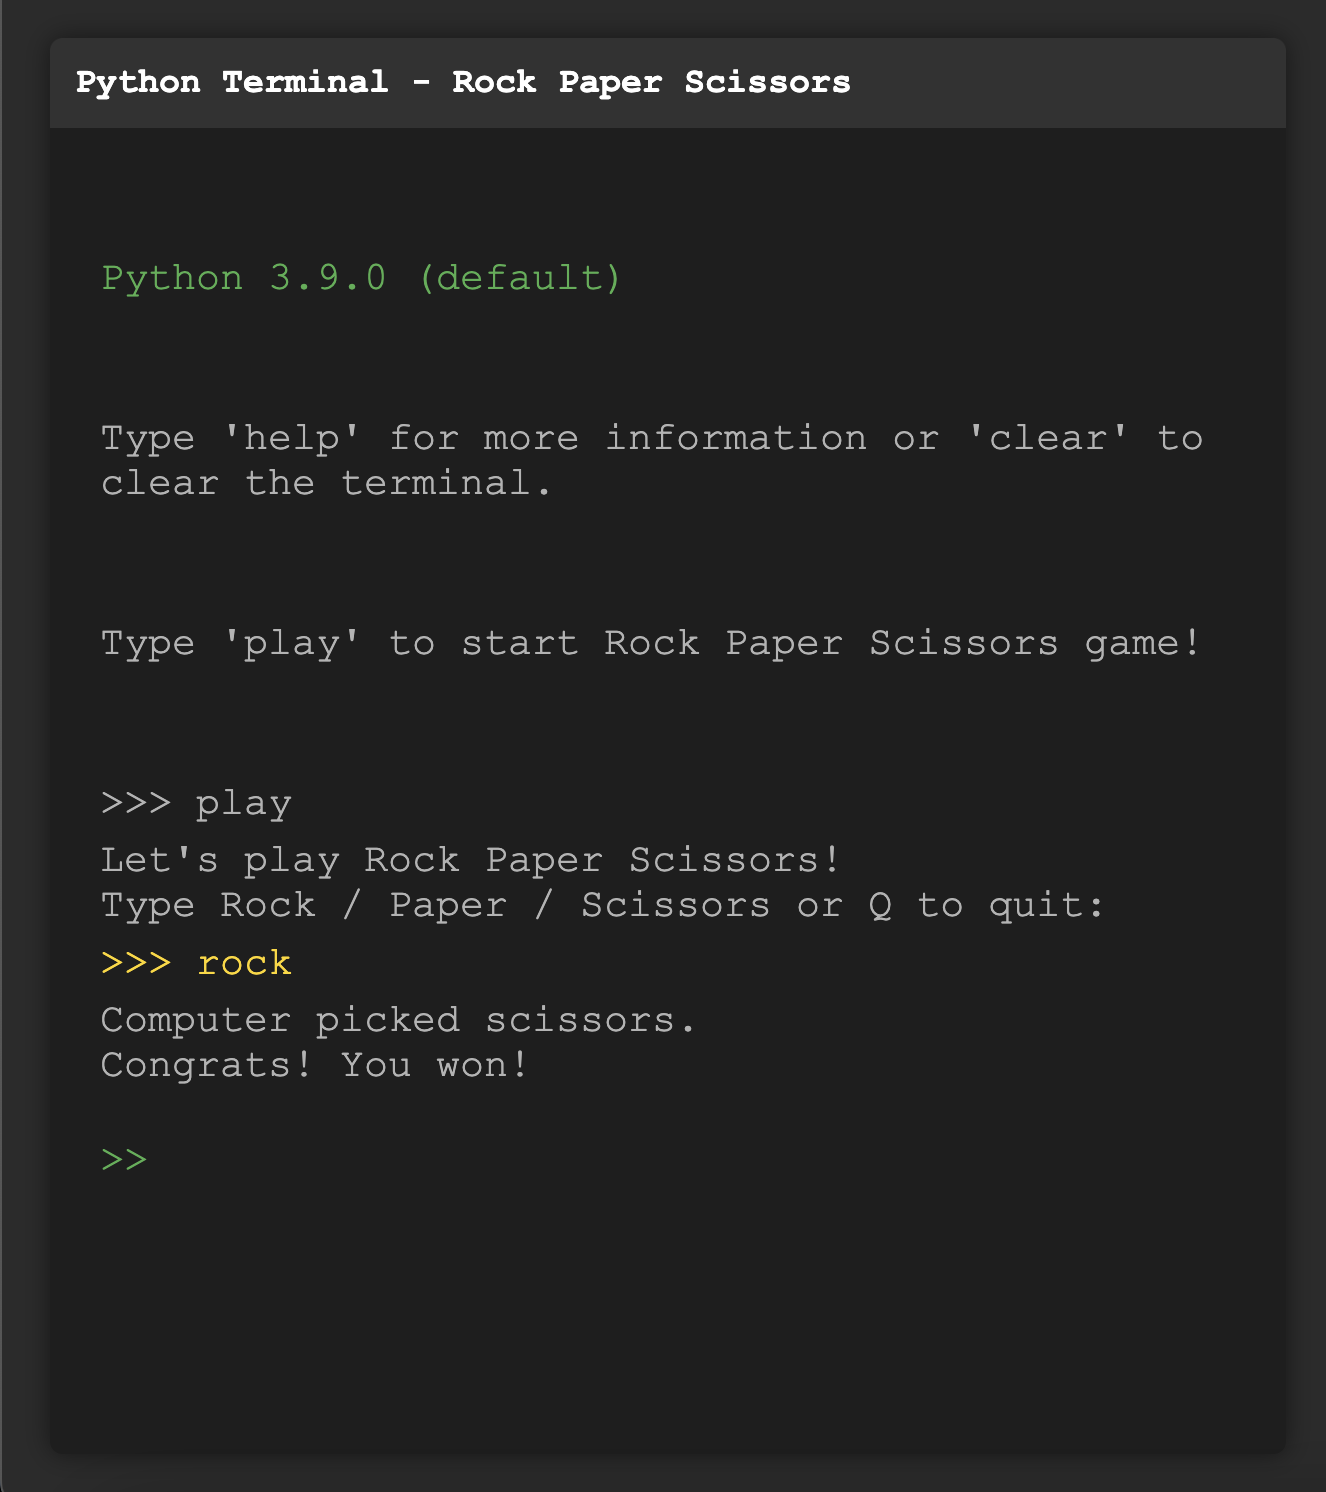 Python Terminal - Rock Paper Scissors
Python 3.9.0 (default)
Type 'help' for more information or 'clear' to
clear the terminal.
Type 'play' to start Rock Paper Scissors game!
>>> play
Let's play Rock Paper Scissors!
Type Rock / Paper / Scissors or Q to quit:
>>> rock
Computer picked scissors.
Congrats! You won!
>>